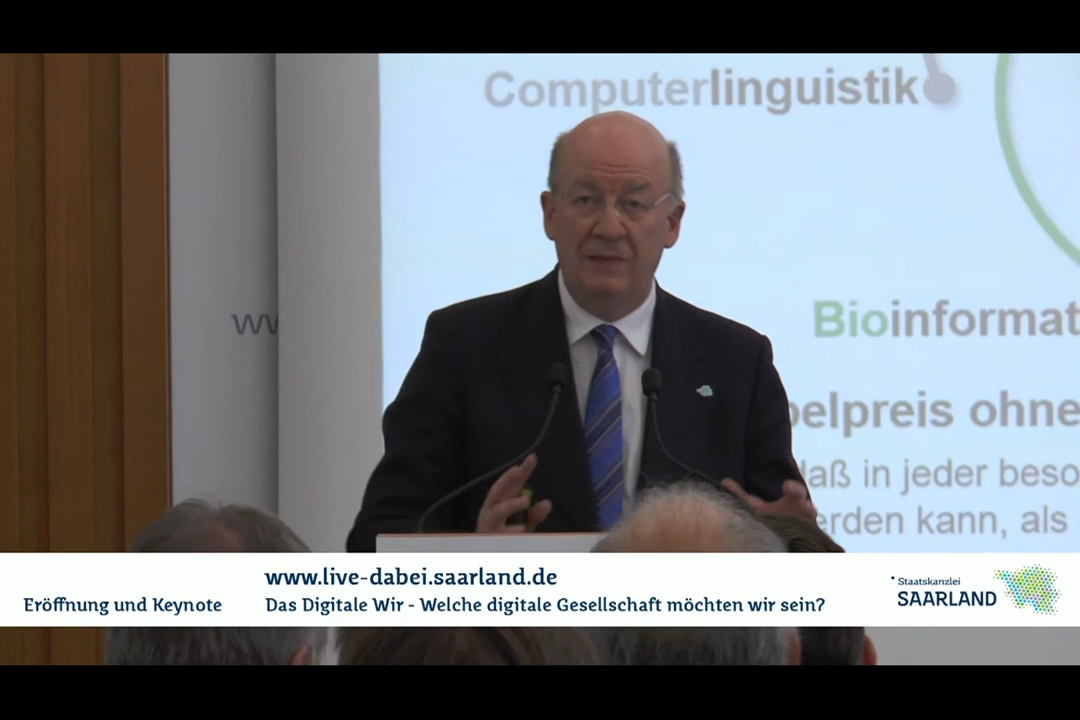 Computerlinguistik
Bioinformat
elpreis ohne
daß in jeder beso
erden kann, als
www.live-dabei.saarland.de
Eröffnung und Keynote
Das Digitale Wir - Welche digitale Gesellschaft möchten wir sein?
Staatskanzlei
SAARLAND